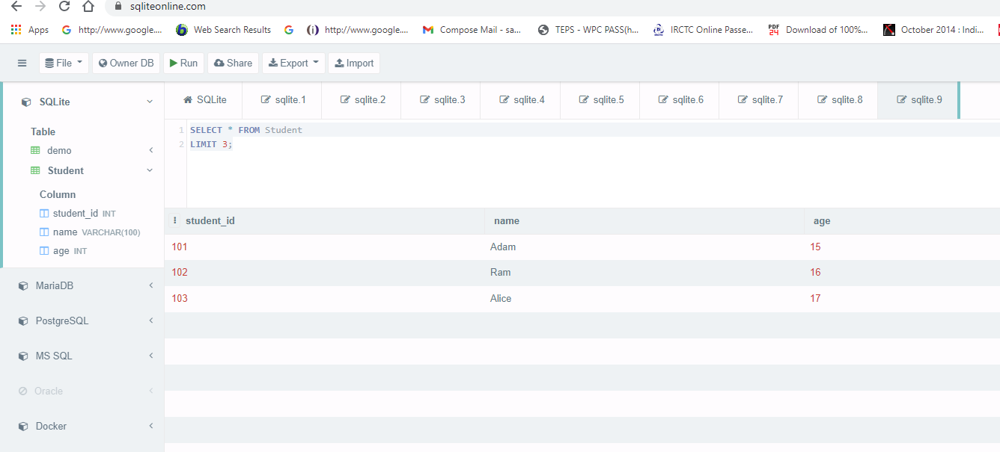 sqliteonline.com
Apps http://www.google.... Web Search Results http://www.google.... Compose Mail - sa... TEPS - WPC PASS(h... IRCTC Online Passe... PDF 24 Download of 100%... October 2014 : Indi...
File Owner DB Run Share Export Import
SQLite
Table
demo
Student
Column
student_id INT
name VARCHAR(100)
age INT
MariaDB
PostgreSQL
MS SQL
Oracle
Docker
SQLite sqlite.1 sqlite.2 sqlite.3 sqlite.4 sqlite.5 sqlite.6 sqlite.7 sqlite.8 sqlite.9
1 SELECT * FROM Student
2 LIMIT 3;
student_id name age
101 Adam 15
102 Ram 16
103 Alice 17